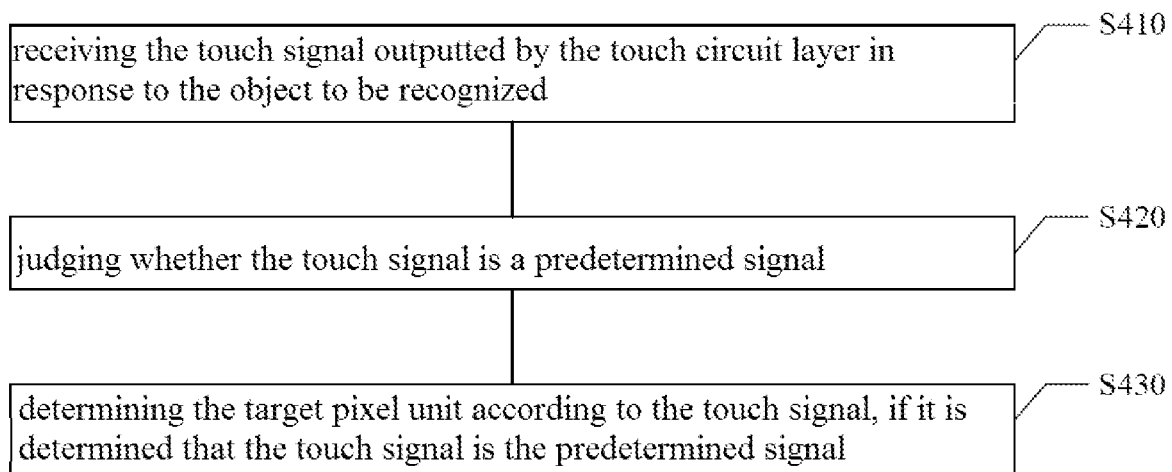 S410
receiving the touch signal outputted by the touch circuit layer in
response to the object to be recognized
S420
judging whether the touch signal is a predetermined signal
S430
determining the target pixel unit according to the touch signal, if it is
determined that the touch signal is the predetermined signal